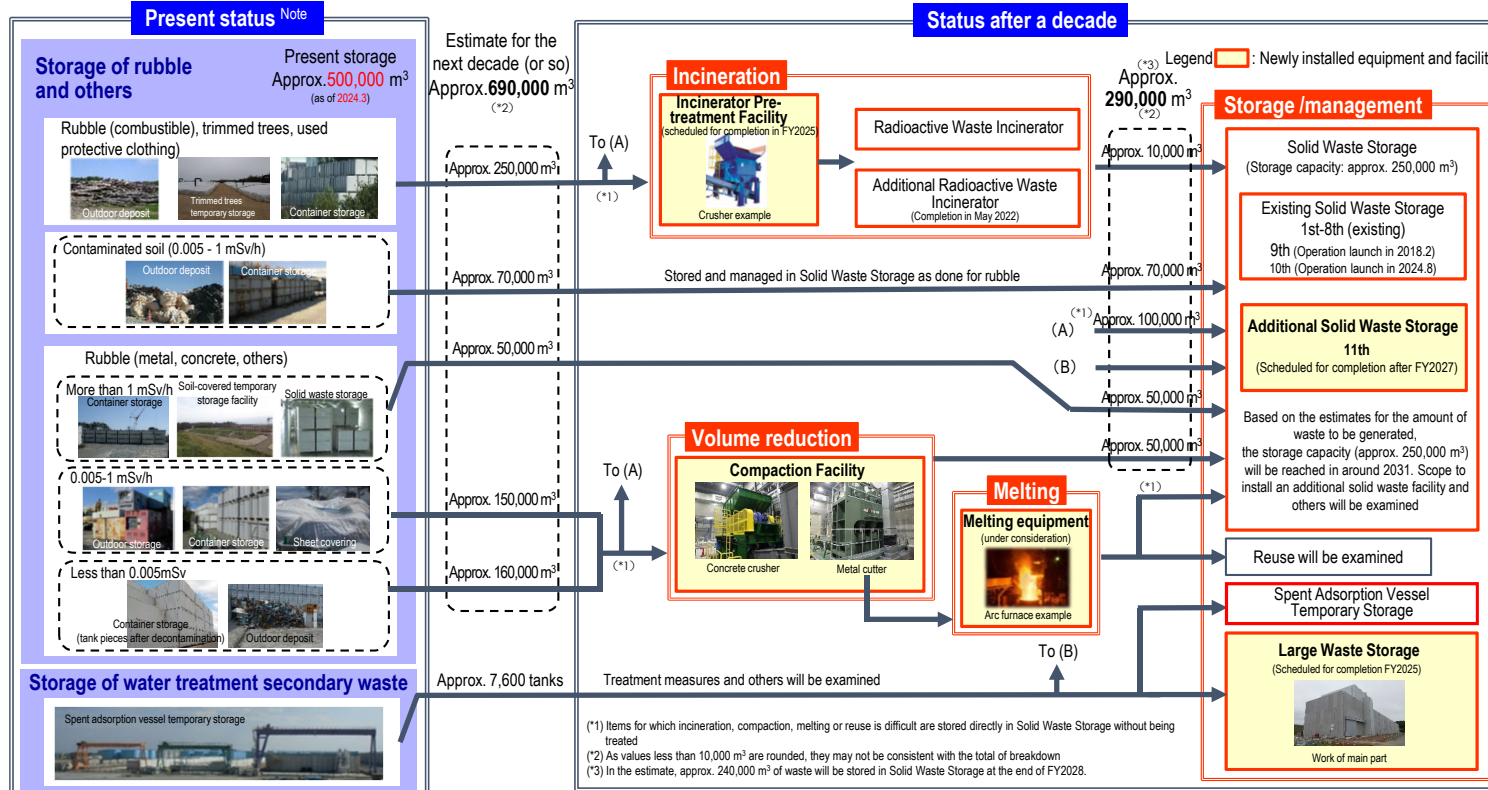 Present status Note
Storage of rubble
and others
Present storage
Approx.500,000 m³
(as of 2024.3)
Rubble (combustible), trimmed trees, used
protective clothing)
Outdoor deposit
Trimmed trees
temporary storage
Container storage
Contaminated soil (0.005 - 1 mSv/h)
Outdoor deposit
Container storage
Rubble (metal, concrete, others)
More than 1 mSv/h
Container storage
Soil-covered temporary
storage facility
Solid waste storage
0.005-1 mSv/h
Outdoor storage
Container storage
Sheet covering
Less than 0.005mSv
Container storage
(tank pieces after decontamination)
Outdoor deposit
Storage of water treatment secondary waste
Spent adsorption vessel temporary storage
Estimate for the
next decade (or so)
Approx.690,000 m³
(*2)
Approx. 250,000 m³
Approx. 70,000 m³
Approx. 50,000 m³
Approx. 150,000 m³
Approx. 160,000 m³
Approx. 7,600 tanks
Status after a decade
Legend : Newly installed equipment and facilit
To (A)
(*1)
Incineration
Incinerator Pre-
treatment Facility
(scheduled for completion in FY2025)
Crusher example
Radioactive Waste Incinerator
Additional Radioactive Waste
Incinerator
(Completion in May 2022)
Stored and managed in Solid Waste Storage as done for rubble
To (A)
(*1)
Volume reduction
Compaction Facility
Concrete crusher
Metal cutter
Melting
Melting equipment
(under consideration)
Arc furnace example
Treatment measures and others will be examined
To (B)
(*3)
Approx.
290,000 m³
(*2)
Approx. 10,000 m³
Approx. 70,000 m³
(A)
(*1)
Approx. 100,000 m³
(B)
Approx. 50,000 m³
Approx. 50,000 m³
(*1)
Storage /management
Solid Waste Storage
(Storage capacity: approx. 250,000 m³)
Existing Solid Waste Storage
1st-8th (existing)
9th (Operation launch in 2018.2)
10th (Operation launch in 2024.8)
Additional Solid Waste Storage
11th
(Scheduled for completion after FY2027)
Based on the estimates for the amount of
waste to be generated,
the storage capacity (approx. 250,000 m³)
will be reached in around 2031. Scope to
install an additional solid waste facility and
others will be examined
Reuse will be examined
Spent Adsorption Vessel
Temporary Storage
Large Waste Storage
(Scheduled for completion FY2025)
Work of main part
(*1) Items for which incineration, compaction, melting or reuse is difficult are stored directly in Solid Waste Storage without being
treated
(*2) As values less than 10,000 m³ are rounded, they may not be consistent with the total of breakdown
(*3) In the estimate, approx. 240,000 m³ of waste will be stored in Solid Waste Storage at the end of FY2028.